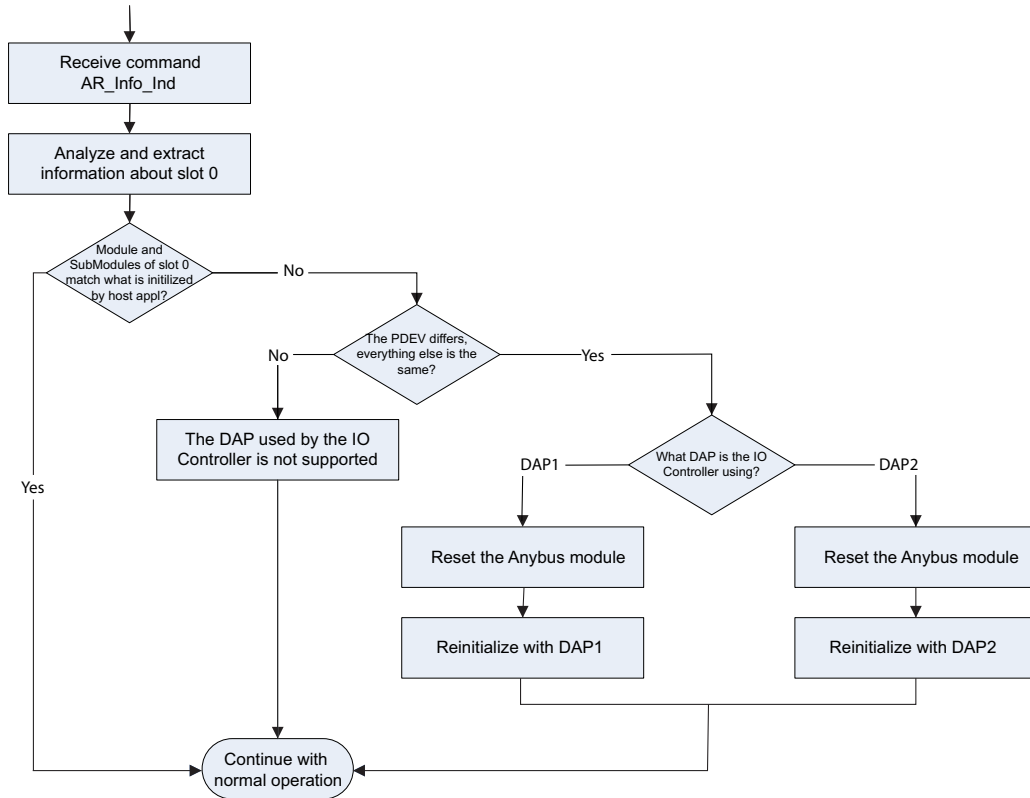 Receive command
AR_Info_Ind
Analyze and extract
information about slot 0
Module and
SubModules of slot 0
match what is initilized
by host appl?
No
The PDEV differs,
everything else is the
same?
No
Yes
The DAP used by the IO
Controller is not supported
What DAP is the IO
Controller using?
DAP1
DAP2
Yes
Reset the Anybus module
Reset the Anybus module
Reinitialize with DAP1
Reinitialize with DAP2
Continue with
normal operation